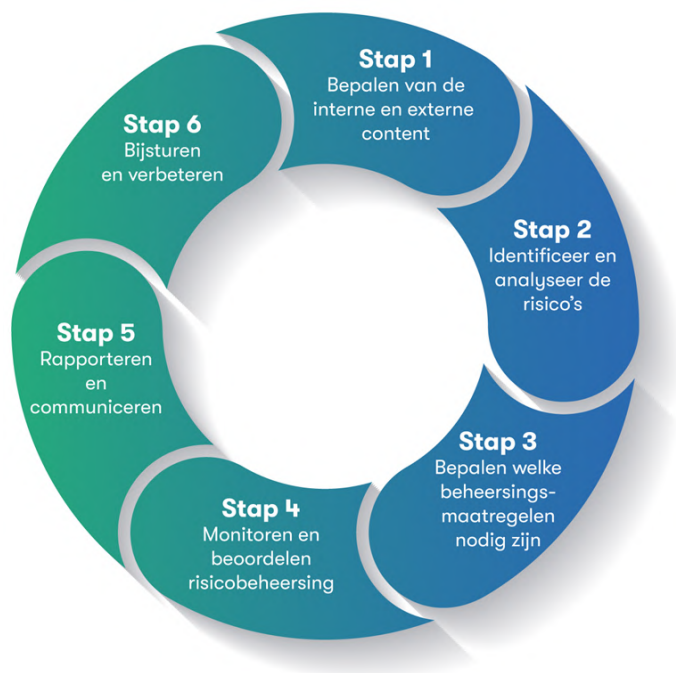 Stap 1
Bepalen van de
interne en externe
content
Stap 2
Identificeer en
analyseer de
risico's
Stap 3
Bepalen welke
beheersings-
maatregelen
nodig zijn
Stap 4
Monitoren en
beoordelen
risicobeheersing
Stap 5
Rapporteren
en
communiceren
Stap 6
Bijsturen
en verbeteren